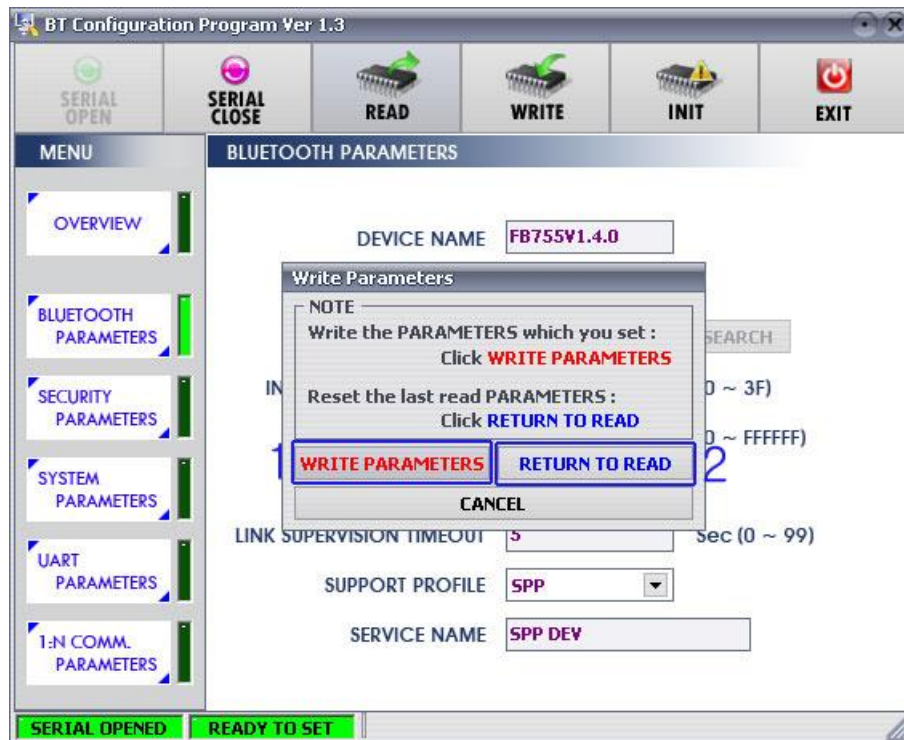 BT Configuration Program Ver 1.3
SERIAL
OPEN
SERIAL
CLOSE
READ
WRITE
INIT
EXIT
MENU
BLUETOOTH PARAMETERS
OVERVIEW
BLUETOOTH
PARAMETERS
SECURITY
PARAMETERS
SYSTEM
PARAMETERS
UART
PARAMETERS
1:N COMM.
PARAMETERS
DEVICE NAME FB755V1.4.0
SEARCH
IN
0 ~ 3F)
0 ~ FFFFFF)
Write Parameters
NOTE
Write the PARAMETERS which you set :
Click WRITE PARAMETERS
Reset the last read PARAMETERS :
Click RETURN TO READ
1 WRITE PARAMETERS RETURN TO READ 2
CANCEL
LINK SUPERVISION TIMEOUT 5 Sec (0 ~ 99)
SUPPORT PROFILE SPP
SERVICE NAME SPP DEV
SERIAL OPENED READY TO SET